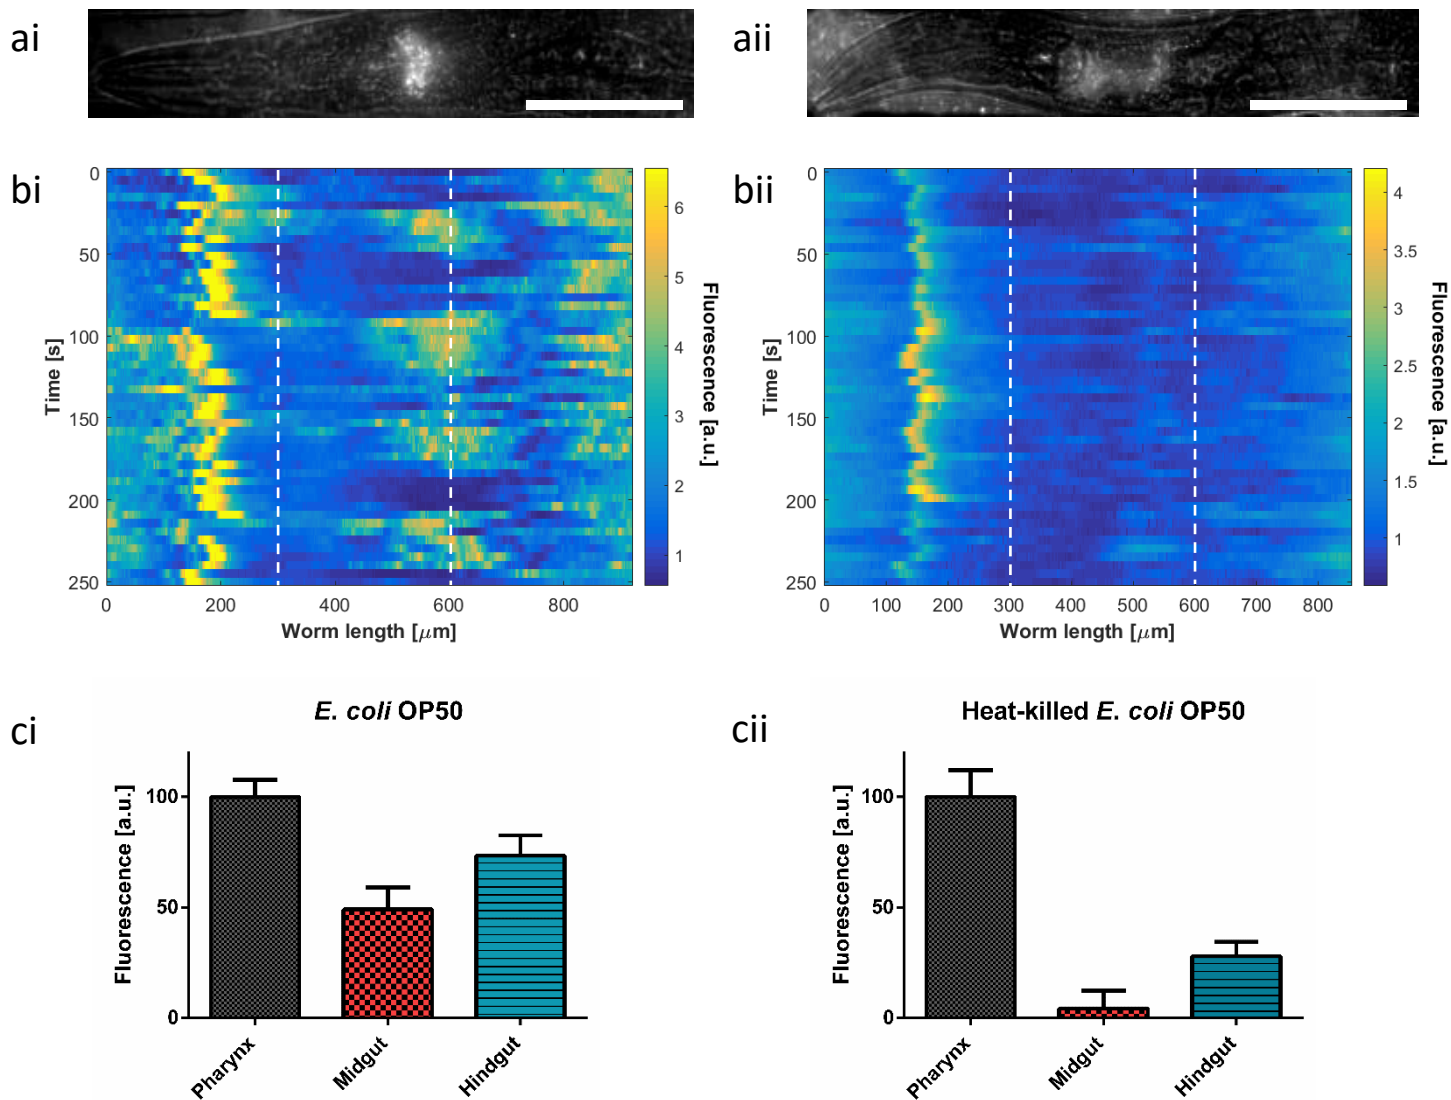 ai
aii
bi
0
50
100
150
200
250
Time [s]
0
200
400
600
800
Worm length [μm]
6
5
4
3
2
1
Fluorescence [a.u.]
bii
0
50
100
150
200
250
Time [s]
0
100
200
300
400
500
600
700
800
Worm length [μm]
4
3.5
3
2.5
2
1.5
1
Fluorescence [a.u.]
ci
E. coli OP50
100
50
0
Fluorescence [a.u.]
Pharynx
Midgut
Hindgut
cii
Heat-killed E. coli OP50
100
50
0
Fluorescence [a.u.]
Pharynx
Midgut
Hindgut